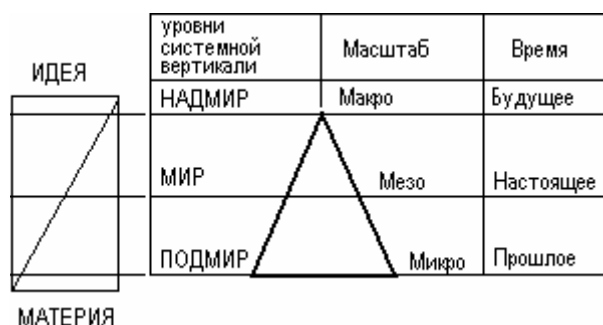 уровни
системной
вертикали
Масштаб
Время
ИДЕЯ
НАДМИР
Макро
Будущее
МИР
Мезо
Настоящее
ПОДМИР
Микро
Прошлое
МАТЕРИЯ